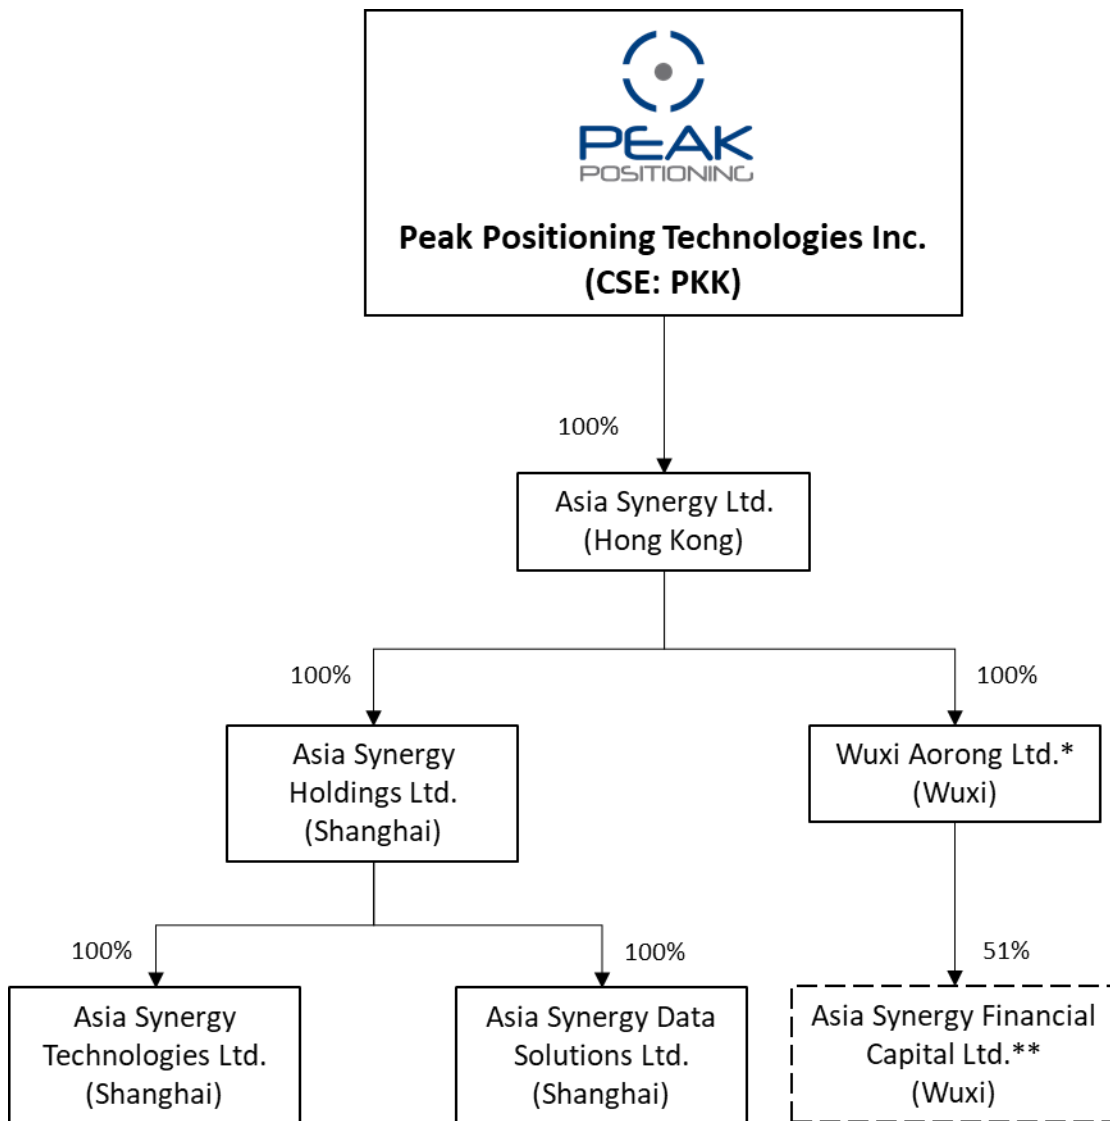 PEAK
POSITIONING
Peak Positioning Technologies Inc.
(CSE: PKK)
100%
Asia Synergy Ltd.
(Hong Kong)
100%
100%
Asia Synergy
Holdings Ltd.
(Shanghai)
Wuxi Aorong Ltd.*
(Wuxi)
100%
100%
51%
Asia Synergy
Technologies Ltd.
(Shanghai)
Asia Synergy Data
Solutions Ltd.
(Shanghai)
Asia Synergy Financial
Capital Ltd.**
(Wuxi)